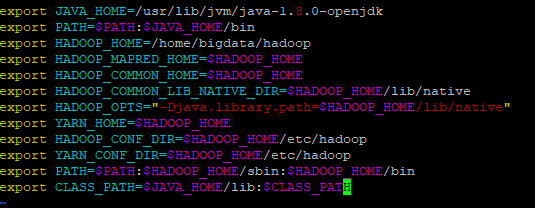 export JAVA_HOME=/usr/lib/jvm/java-1.8.0-openjdk
export PATH=$PATH:$JAVA_HOME/bin
export HADOOP_HOME=/home/bigdata/hadoop
export HADOOP_MAPRED_HOME=$HADOOP_HOME
export HADOOP_COMMON_HOME=$HADOOP_HOME
export HADOOP_COMMON_LIB_NATIVE_DIR=$HADOOP_HOME/lib/native
export HADOOP_OPTS="-Djava.library.path=$HADOOP_HOME/lib/native"
export YARN_HOME=$HADOOP_HOME
export HADOOP_CONF_DIR=$HADOOP_HOME/etc/hadoop
export YARN_CONF_DIR=$HADOOP_HOME/etc/hadoop
export PATH=$PATH:$HADOOP_HOME/sbin:$HADOOP_HOME/bin
export CLASS_PATH=$JAVA_HOME/lib:$CLASS_PATH
~